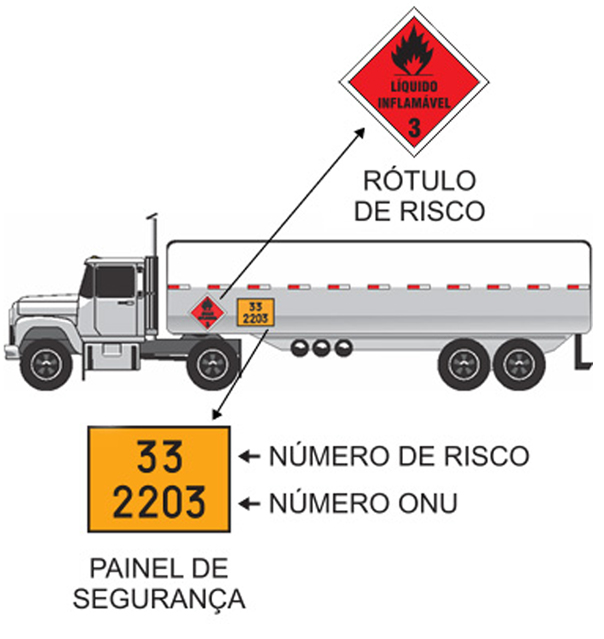 LÍQUIDO
INFLAMÁVEL
3
RÓTULO
DE RISCO
33
2203
33
2203
NÚMERO DE RISCO
NÚMERO ONU
PAINEL DE
SEGURANÇA